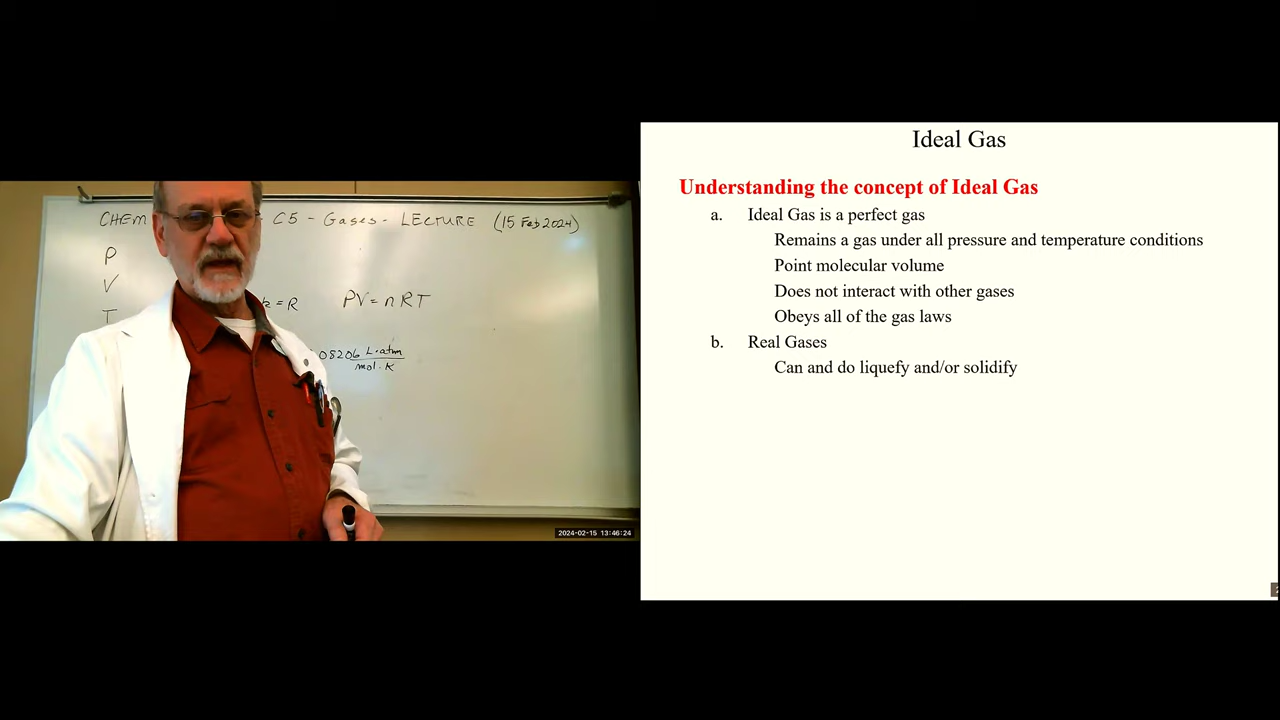 CHEM C5 - Gases - LECTURE (15 Feb 2024)
P
V
T
k = R PV = nRT
08206 L·atm
mol·K
2024-02-15 13:46:24
Ideal Gas
Understanding the concept of Ideal Gas
a. Ideal Gas is a perfect gas
Remains a gas under all pressure and temperature conditions
Point molecular volume
Does not interact with other gases
Obeys all of the gas laws
b. Real Gases
Can and do liquefy and/or solidify